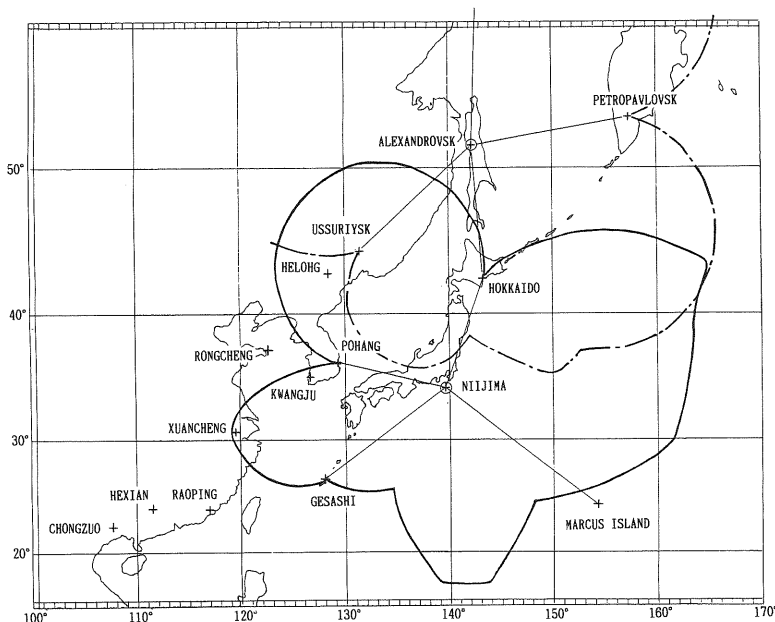 PETROPAVLOVSK
ALEXANDROVSK
50°
USSURIYSK
HELOHG
HOKKAIDO
40°
POHANG
RONGCHENG
NIIJIMA
KWANGJU
XUANCHENG
30°
GESASHI
HEXIAN
RAOPING
MARCUS ISLAND
CHONGZUO
20°
100° 110° 120° 130° 140° 150° 160° 170°